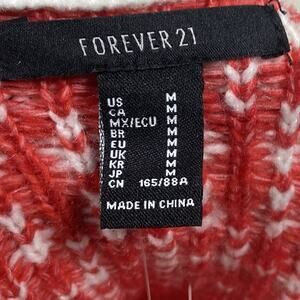 FOREVER 21
US M
CA M
MX/ECU M
BR M
EU M
UK M
KR M
JP M
CN 165/88A
MADE IN CHINA